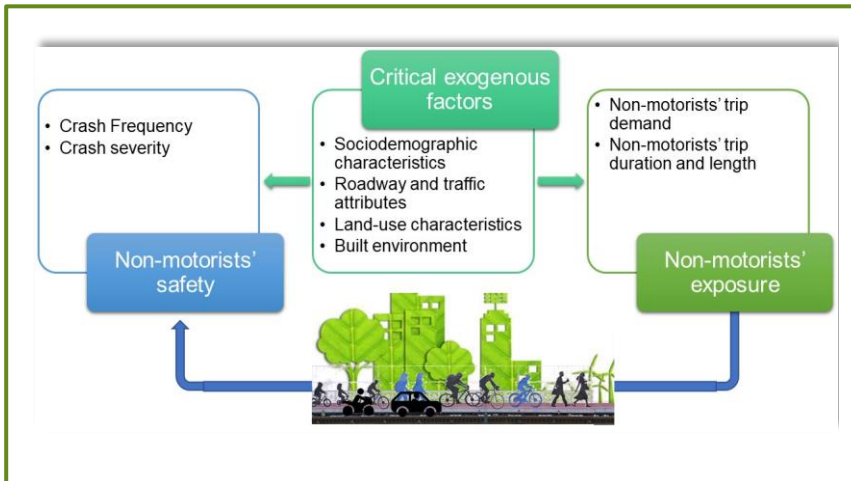 Critical exogenous
factors
• Crash Frequency
• Crash severity
Non-motorists'
safety
• Sociodemographic
characteristics
• Roadway and traffic
attributes
• Land-use characteristics
• Built environment
• Non-motorists' trip
demand
• Non-motorists' trip
duration and length
Non-motorists'
exposure